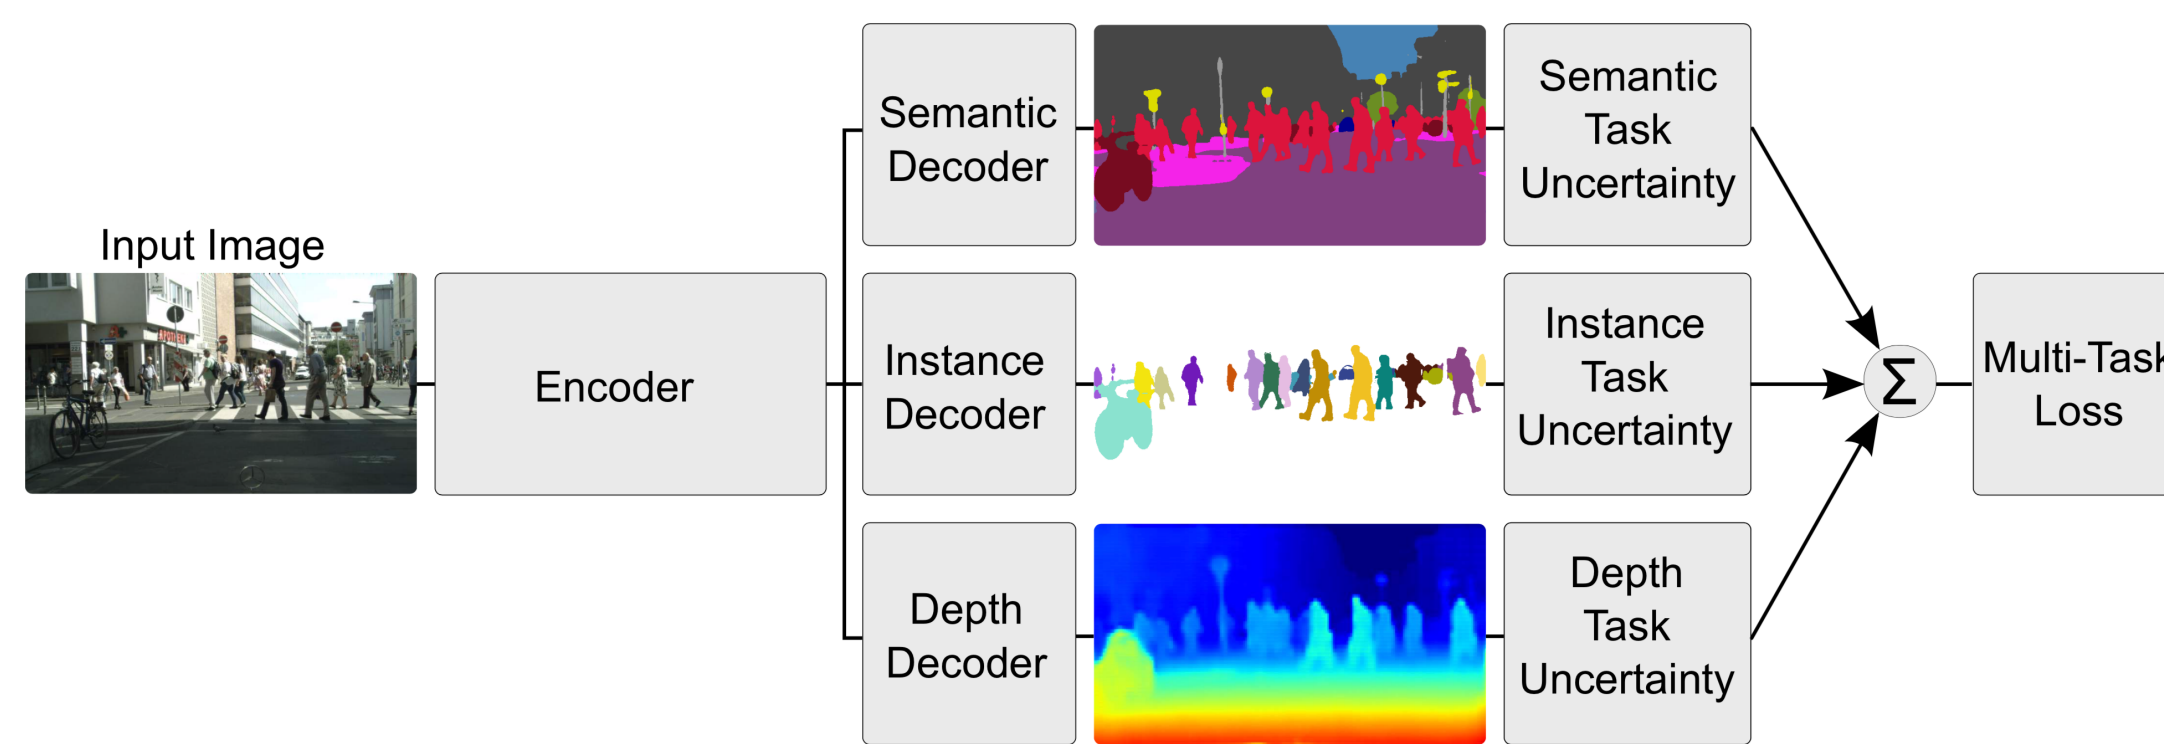 Input Image
Encoder
Semantic
Decoder
Instance
Decoder
Depth
Decoder
Semantic
Task
Uncertainty
Instance
Task
Uncertainty
Depth
Task
Uncertainty
Σ
Multi-Task
Loss